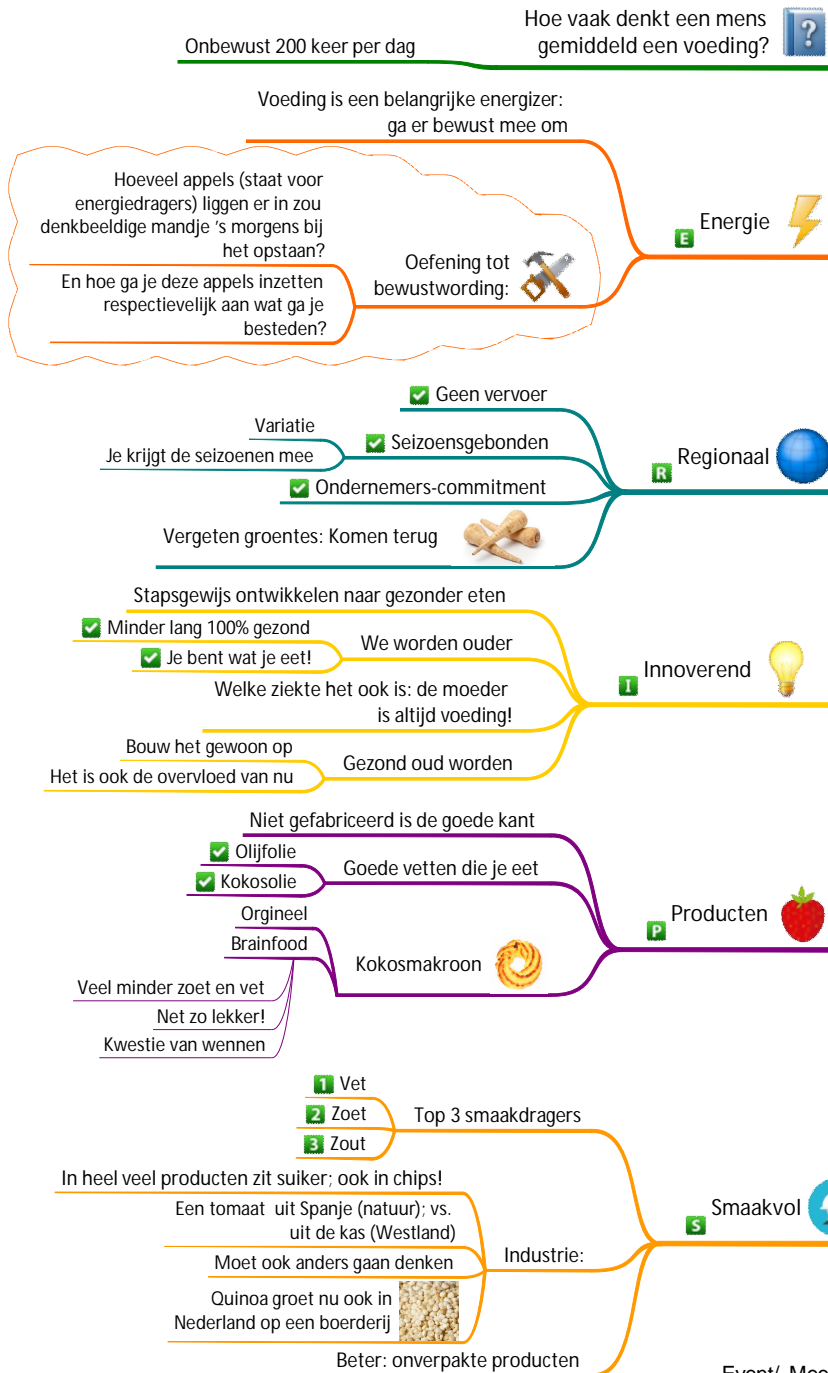 Hoe vaak denkt een mens
gemiddeld een voeding?
?
Onbewust 200 keer per dag
Energie
E
Voeding is een belangrijke energizer:
ga er bewust mee om
Oefening tot
bewustwording:
Hoeveel appels (staat voor
energiedragers) liggen er in zou
denkbeeldige mandje 's morgens bij
het opstaan?
En hoe ga je deze appels inzetten
respectievelijk aan wat ga je
besteden?
Regionaal
R
Geen vervoer
Seizoensgebonden
Variatie
Je krijgt de seizoenen mee
Ondernemers-commitment
Vergeten groentes: Komen terug
Innoverend
I
Stapsgewijs ontwikkelen naar gezonder eten
We worden ouder
Minder lang 100% gezond
Je bent wat je eet!
Welke ziekte het ook is: de moeder
is altijd voeding!
Gezond oud worden
Bouw het gewoon op
Het is ook de overvloed van nu
Producten
P
Niet gefabriceerd is de goede kant
Goede vetten die je eet
Olijfolie
Kokosolie
Kokosmakroon
Orgineel
Brainfood
Veel minder zoet en vet
Net zo lekker!
Kwestie van wennen
Smaakvol
S
Top 3 smaakdragers
1 Vet
2 Zoet
3 Zout
Industrie:
In heel veel producten zit suiker; ook in chips!
Een tomaat uit Spanje (natuur); vs.
uit de kas (Westland)
Moet ook anders gaan denken
Quinoa groet nu ook in
Nederland op een boerderij
Beter: onverpakte producten